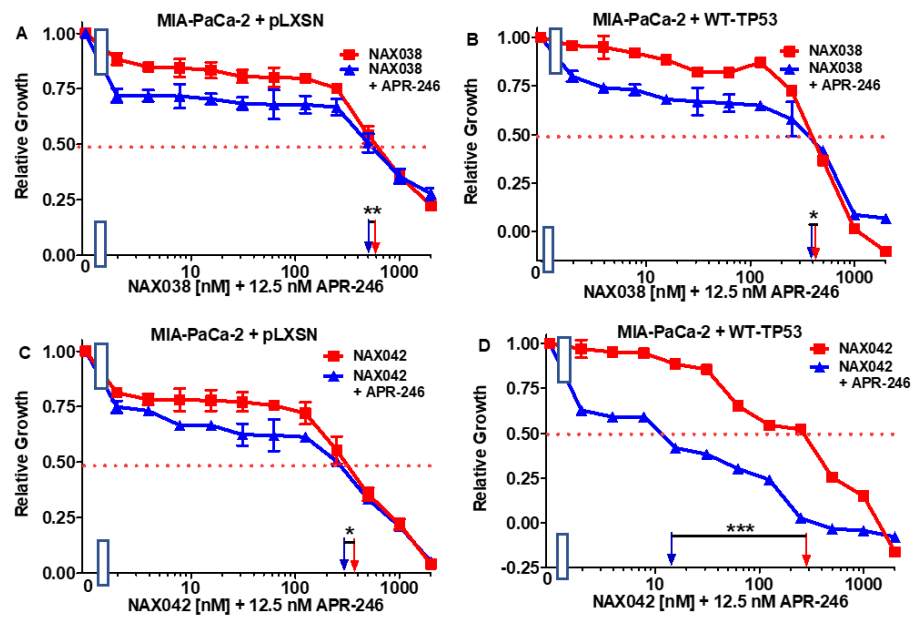 A
MIA-PaCa-2 + pLXSN
1.00
0.75
0.50
0.25
0.00
Relative Growth
NAX038
NAX038
+ APR-246
**
0
10
100
1000
NAX038 [nM] + 12.5 nM APR-246
B
MIA-PaCa-2 + WT-TP53
1.00
0.75
0.50
0.25
0.00
Relative Growth
NAX038
NAX038
+ APR-246
*
0
10
100
1000
NAX038 [nM] + 12.5 nM APR-246
C
MIA-PaCa-2 + pLXSN
1.00
0.75
0.50
0.25
0.00
Relative Growth
NAX042
NAX042
+ APR-246
*
0
10
100
1000
NAX042 [nM] + 12.5 nM APR-246
D
MIA-PaCa-2 + WT-TP53
1.00
0.75
0.50
0.25
0.00
-0.25
Relative Growth
NAX042
NAX042
+ APR-246
***
0
10
100
1000
NAX042 [nM] + 12.5 nM APR-246